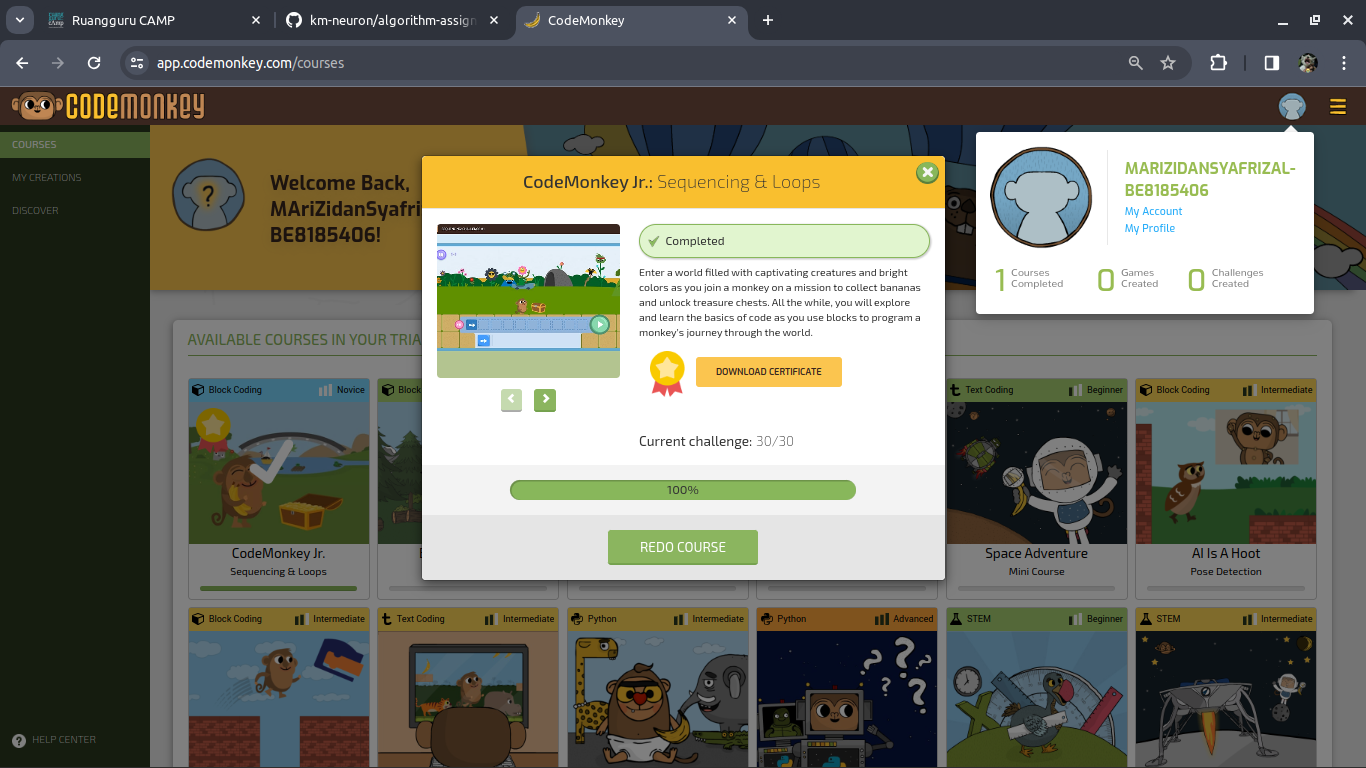 Ruangguru CAMP
km-neuron/algorithm-assign
CodeMonkey
app.codemonkey.com/courses
CODEMONKEY
COURSES
MY CREATIONS
DISCOVER
HELP CENTER
?
Welcome Back,
MAriZidanSyafri
BE8185406!
MARIZIDANSYAFRIZAL-
BE8185406
My Account
My Profile
1 Courses Completed
0 Games Created
0 Challenges Created
CodeMonkey Jr.: Sequencing & Loops
Completed
Enter a world filled with captivating creatures and bright
colors as you join a monkey on a mission to collect bananas
and unlock treasure chests. All the while, you will explore
and learn the basics of code as you use blocks to program a
monkey's journey through the world.
DOWNLOAD CERTIFICATE
Current challenge: 30/30
100%
REDO COURSE
AVAILABLE COURSES IN YOUR TRIA
Block Coding Novice
Block
Text Coding Beginner
Block Coding Intermediate
CodeMonkey Jr.
Sequencing & Loops
Space Adventure
Mini Course
AI Is A Hoot
Pose Detection
Block Coding Intermediate
Text Coding Intermediate
Python Intermediate
Python Advanced
STEM Beginner
STEM Intermediate